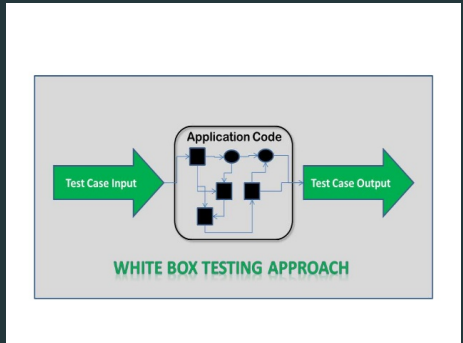 Application Code
Test Case Input
Test Case Output
WHITE BOX TESTING APPROACH